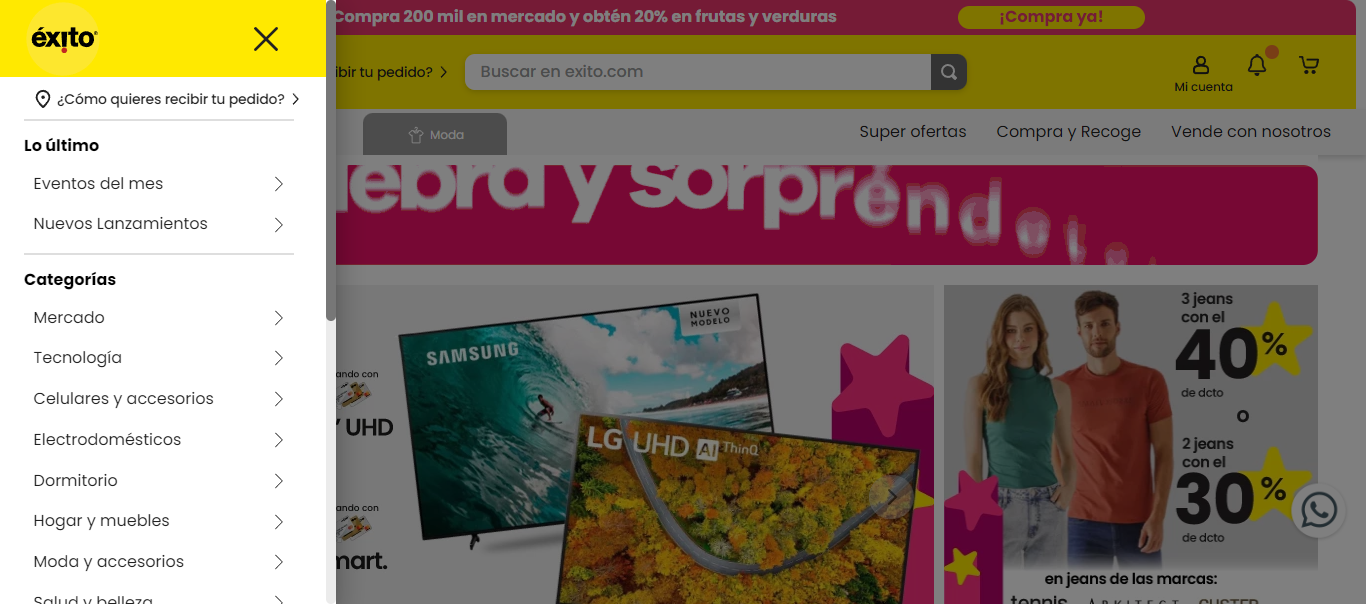 éxito
¿Cómo quieres recibir tu pedido?
Lo último
Eventos del mes
Nuevos Lanzamientos
Categorías
Mercado
Tecnología
Celulares y accesorios
Electrodomésticos
Dormitorio
Hogar y muebles
Moda y accesorios
Salud y belleza
Compra 200 mil en mercado y obtén 20% en frutas y verduras
¡Compra ya!
ibir tu pedido?
Buscar en exito.com
Mi cuenta
Moda
Super ofertas
Compra y Recoge
Vende con nosotros
lebra y sorprend
ando con
Y UHD
ando con
mart.
SAMSUNG
NUEVO
MODELO
LG UHD AI ThinQ
3 jeans
con el
40%
de dcto
o
2 jeans
con el
30%
de dcto
en jeans de las marcas:
tennis ARKITECT CUSTER